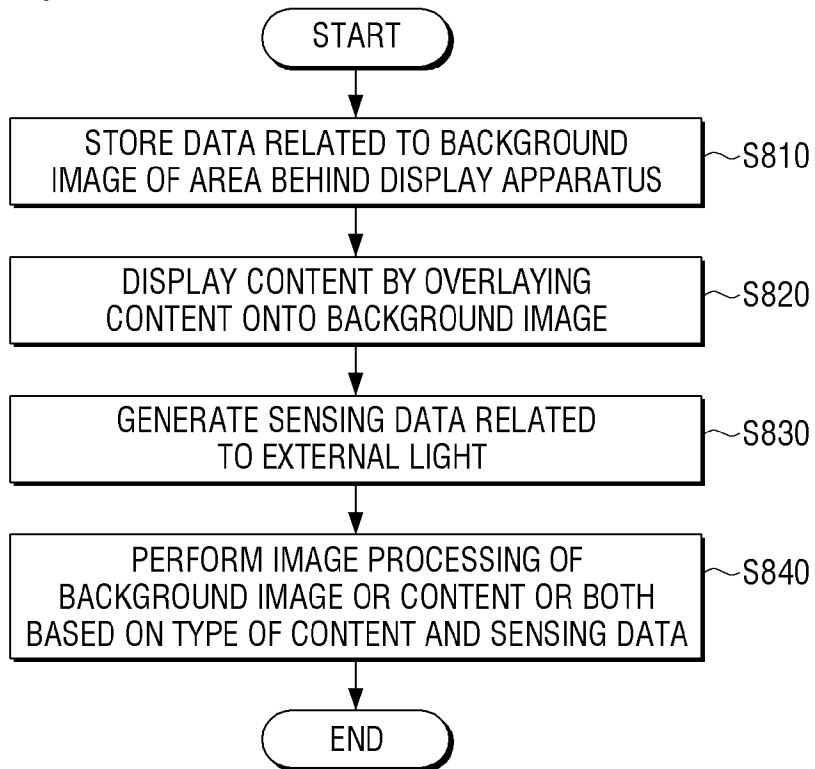 START
STORE DATA RELATED TO BACKGROUND
IMAGE OF AREA BEHIND DISPLAY APPARATUS
S810
DISPLAY CONTENT BY OVERLAYING
CONTENT ONTO BACKGROUND IMAGE
S820
GENERATE SENSING DATA RELATED
TO EXTERNAL LIGHT
S830
PERFORM IMAGE PROCESSING OF
BACKGROUND IMAGE OR CONTENT OR BOTH
BASED ON TYPE OF CONTENT AND SENSING DATA
S840
END